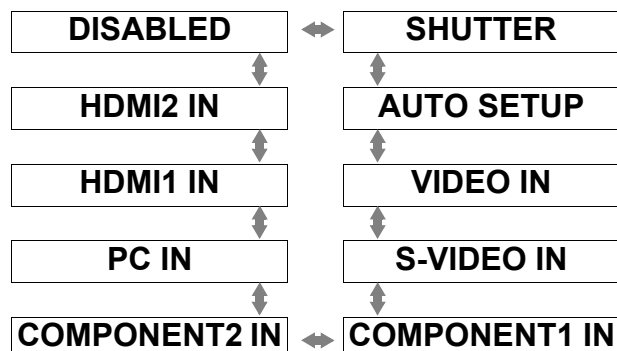 DISABLED
SHUTTER
HDMI2 IN
AUTO SETUP
HDMI1 IN
VIDEO IN
PC IN
S-VIDEO IN
COMPONENT2 IN
COMPONENT1 IN